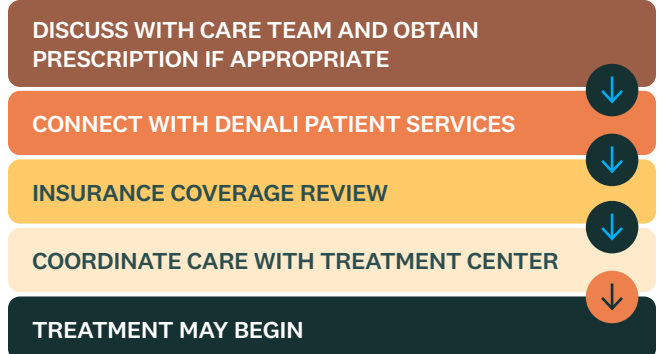 DISCUSS WITH CARE TEAM AND OBTAIN
PRESCRIPTION IF APPROPRIATE
CONNECT WITH DENALI PATIENT SERVICES
INSURANCE COVERAGE REVIEW
COORDINATE CARE WITH TREATMENT CENTER
TREATMENT MAY BEGIN